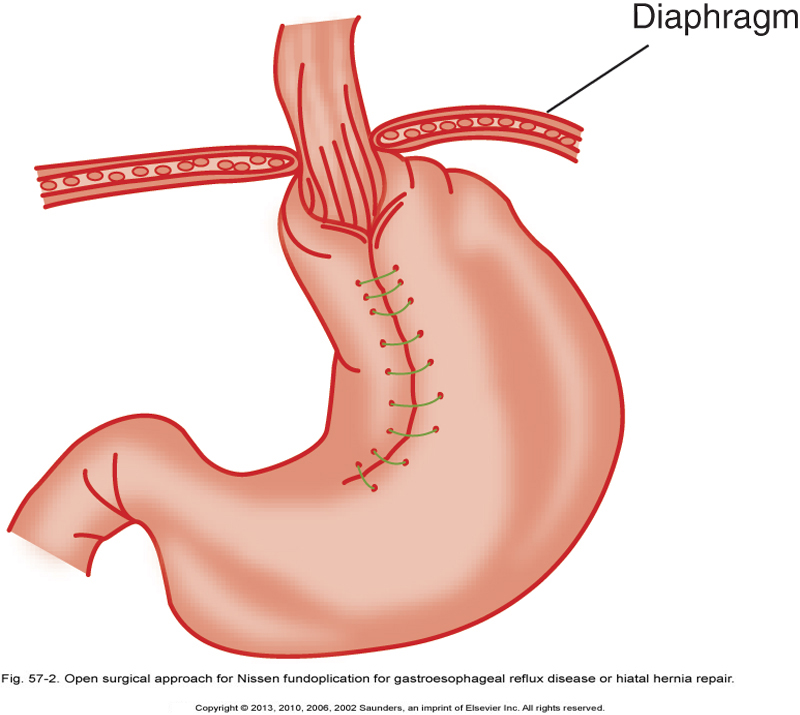 Diaphragm
Fig. 57-2. Open surgical approach for Nissen fundoplication for gastroesophageal reflux disease or hiatal hernia repair.
Copyright © 2013, 2010, 2006, 2002 Saunders, an imprint of Elsevier Inc. All rights reserved.